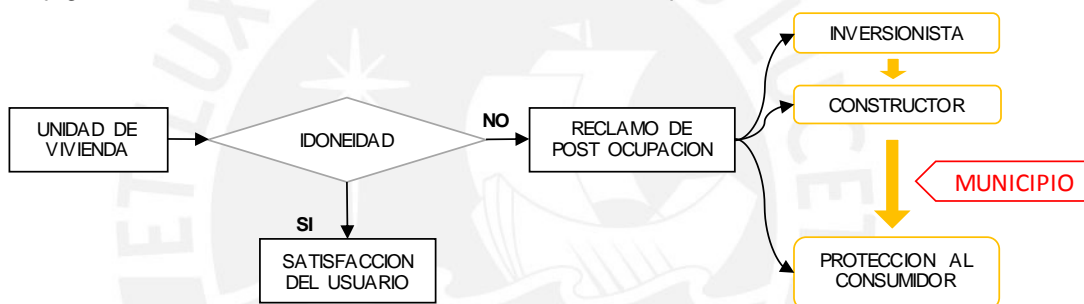 INVERSIONISTA
CONSTRUCTOR
UNIDAD DE
VIVIENDA
IDONEIDAD
NO
RECLAMO DE
POST OCUPACION
MUNICIPIO
SI
SATISFACCION
DEL USUARIO
PROTECCION AL
CONSUMIDOR